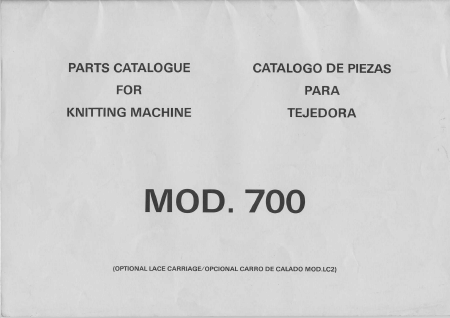 PARTS CATALOGUE
FOR
KNITTING MACHINE
CATALOGO DE PIEZAS
PARA
TEJEDORA
MOD. 700
(OPTIONAL LACE CARRIAGE/OPCIONAL CARRO DE CALADO MOD.LC2)